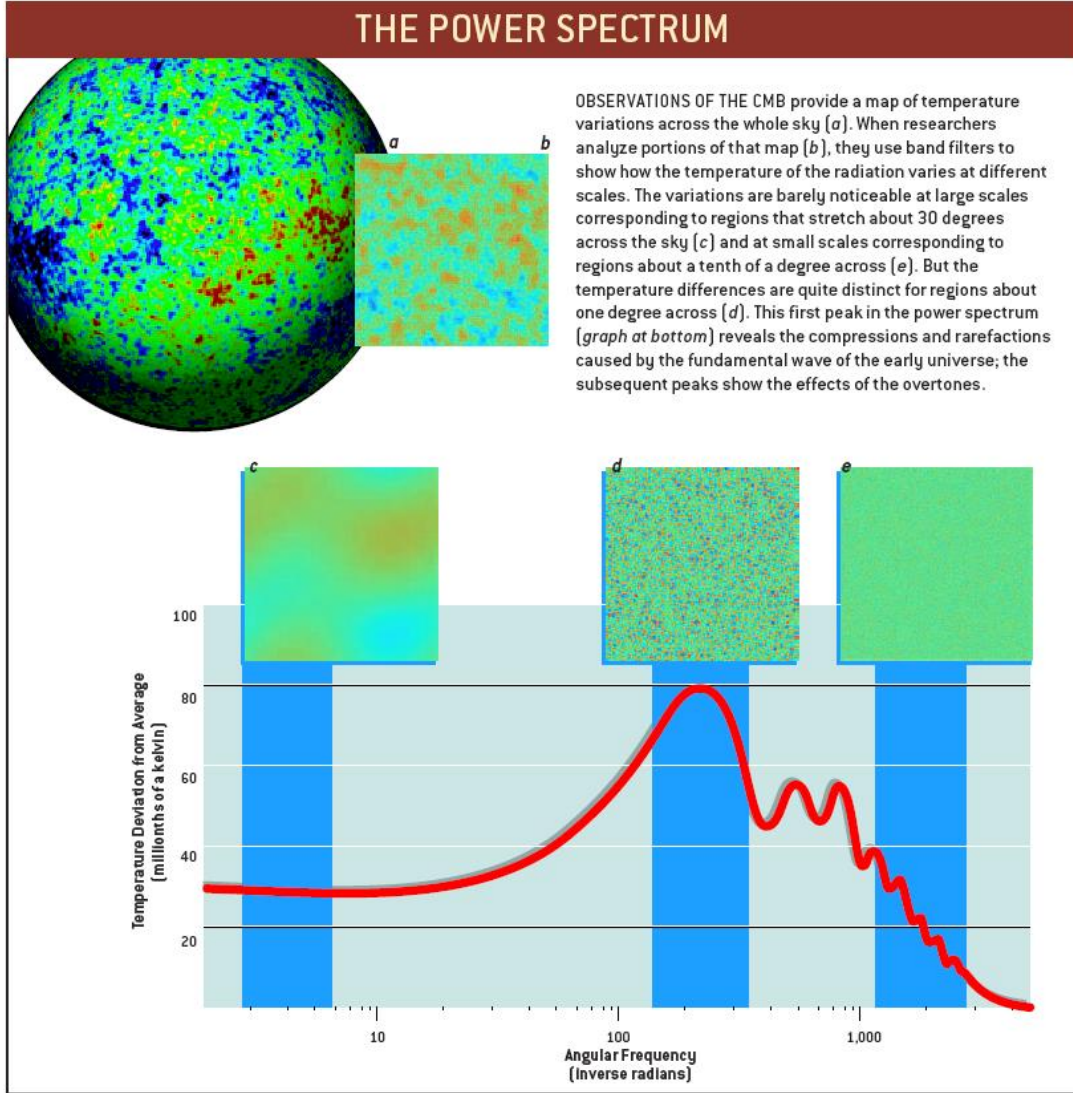 THE POWER SPECTRUM
a
b
OBSERVATIONS OF THE CMB provide a map of temperature
variations across the whole sky (a). When researchers
analyze portions of that map (b), they use band filters to
show how the temperature of the radiation varies at different
scales. The variations are barely noticeable at large scales
corresponding to regions that stretch about 30 degrees
across the sky (c) and at small scales corresponding to
regions about a tenth of a degree across (e). But the
temperature differences are quite distinct for regions about
one degree across (d). This first peak in the power spectrum
(graph at bottom) reveals the compressions and rarefactions
caused by the fundamental wave of the early universe; the
subsequent peaks show the effects of the overtones.
c
d
e
Temperature Deviation from Average
(millionths of a kelvin)
100
80
60
40
20
10
100
1,000
Angular Frequency
(inverse radians)